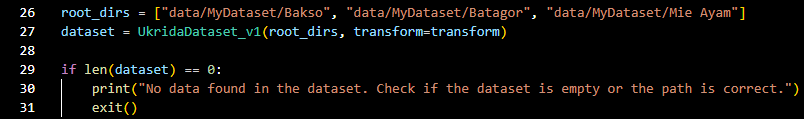 26 root_dirs = ["data/MyDataset/Bakso", "data/MyDataset/Batagor", "data/MyDataset/Mie Ayam"]
27 dataset = UkridaDataset_v1(root_dirs, transform=transform)
28
29 if len(dataset) == 0:
30     print("No data found in the dataset. Check if the dataset is empty or the path is correct.")
31     exit()